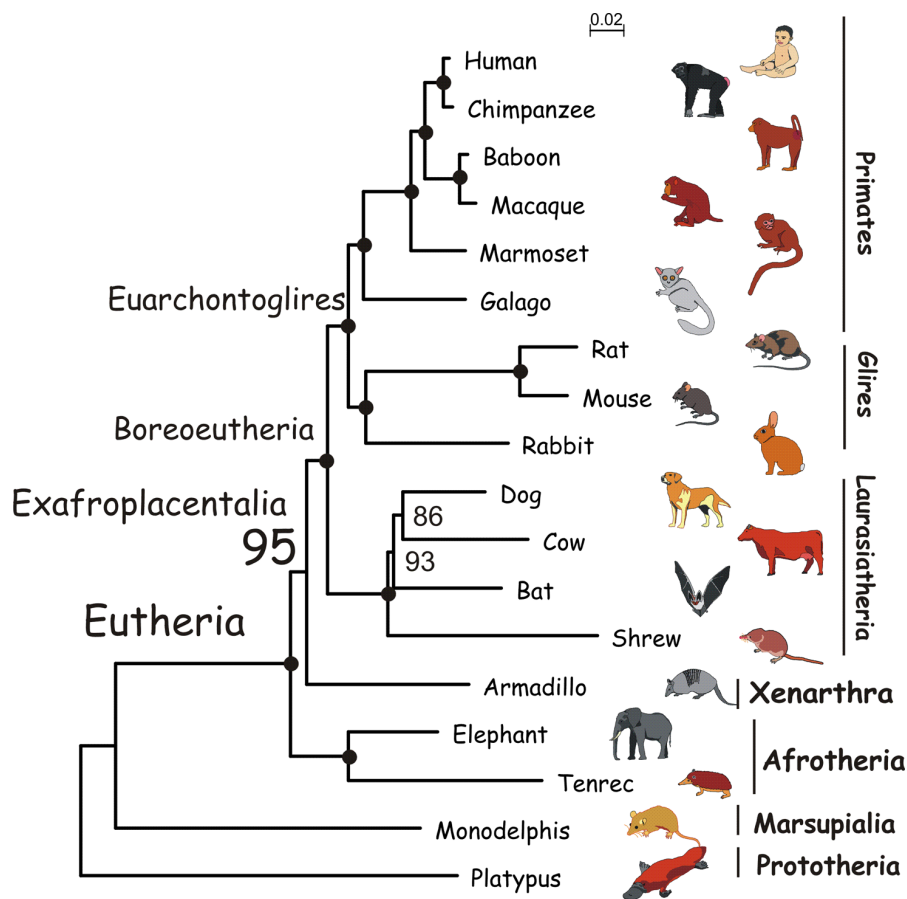 0.02
Human
Chimpanzee
Baboon
Macaque
Marmoset
Galago
Primates
Euarchontoglires
Rat
Mouse
Rabbit
Glires
Boreoeutheria
Exafroplacentalia
95
Dog
86
Cow
93
Bat
Shrew
Laurasiatheria
Eutheria
Armadillo
Xenarthra
Elephant
Tenrec
Afrotheria
Monodelphis
Marsupialia
Platypus
Prototheria